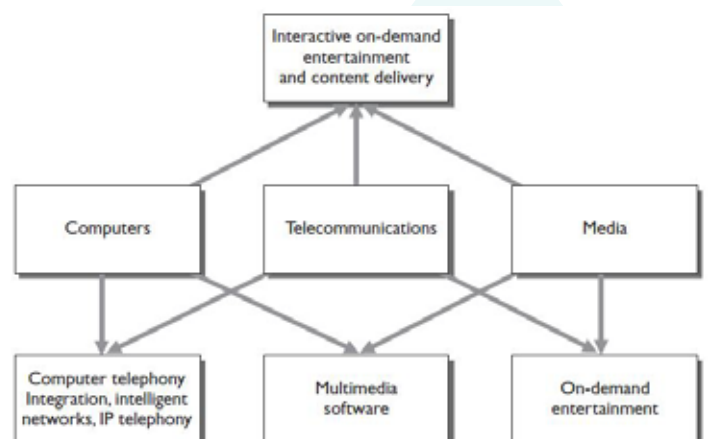 Interactive on-demand
entertainment
and content delivery
Computers
Telecommunications
Media
Computer telephony
Integration, intelligent
networks, IP telephony
Multimedia
software
On-demand
entertainment